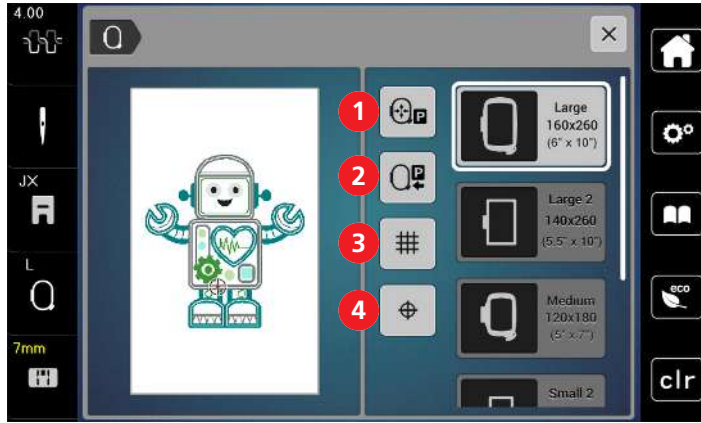 4.00
JX
L
7mm
1
P
2
P
3
4
Large
160x260
(6" x 10")
Large 2
140x260
(5.5" x 10")
Medium
120x180
(5" x 7")
Small 2
eco
clr